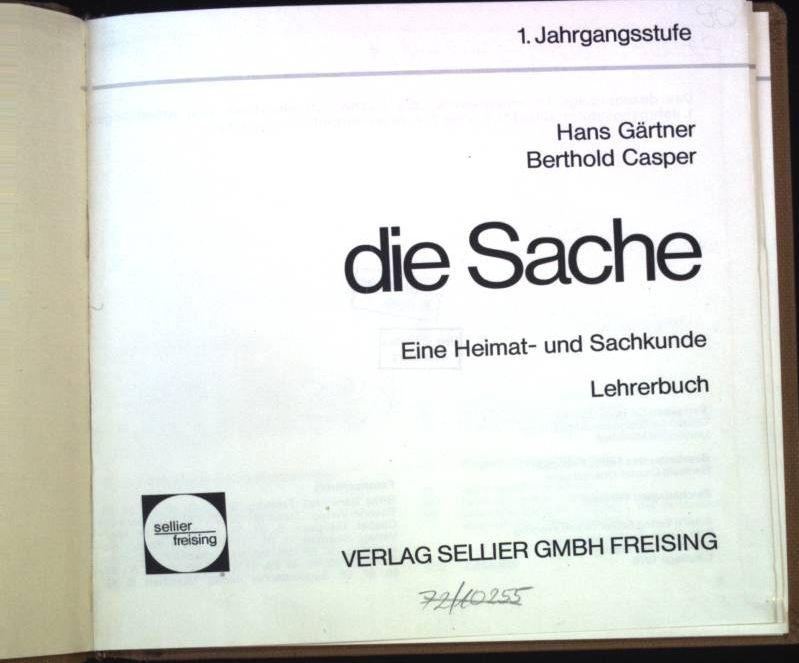 1. Jahrgangsstufe
Hans Gärtner
Berthold Casper
die Sache
Eine Heimat- und Sachkunde
Lehrerbuch
sellier
freising
VERLAG SELLIER GMBH FREISING
72/10255